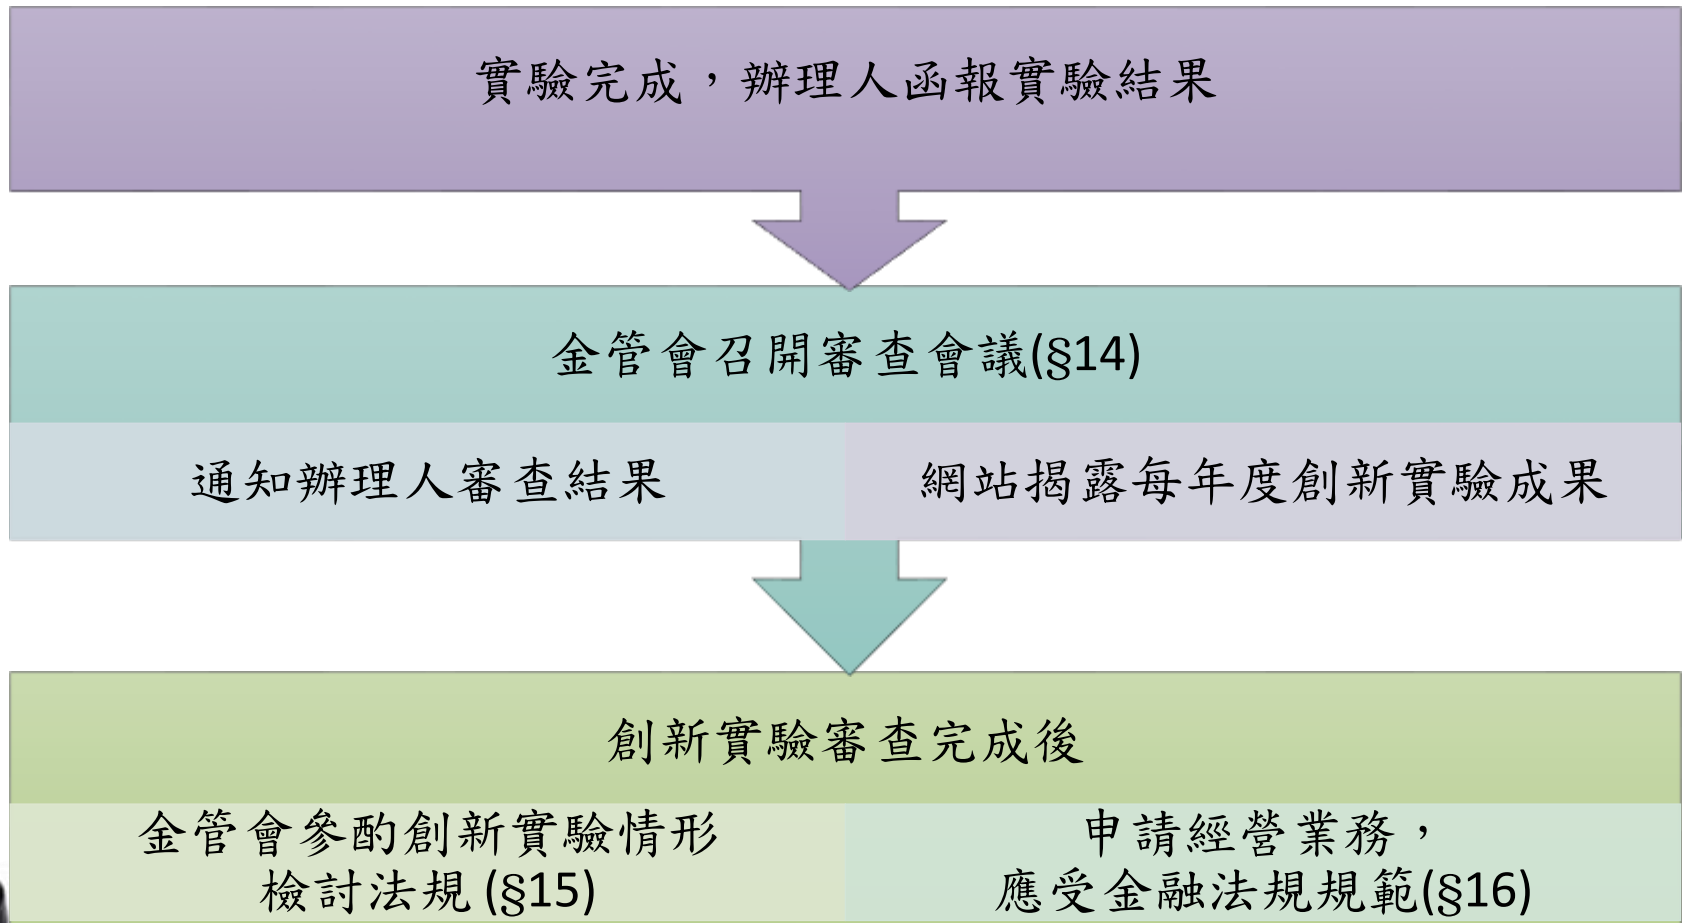 實驗完成，辦理人函報實驗結果
金管會召開審查會議(§14)
通知辦理人審查結果
網站揭露每年度創新實驗成果
創新實驗審查完成後
金管會參酌創新實驗情形
檢討法規 (§15)
申請經營業務，
應受金融法規規範(§16)